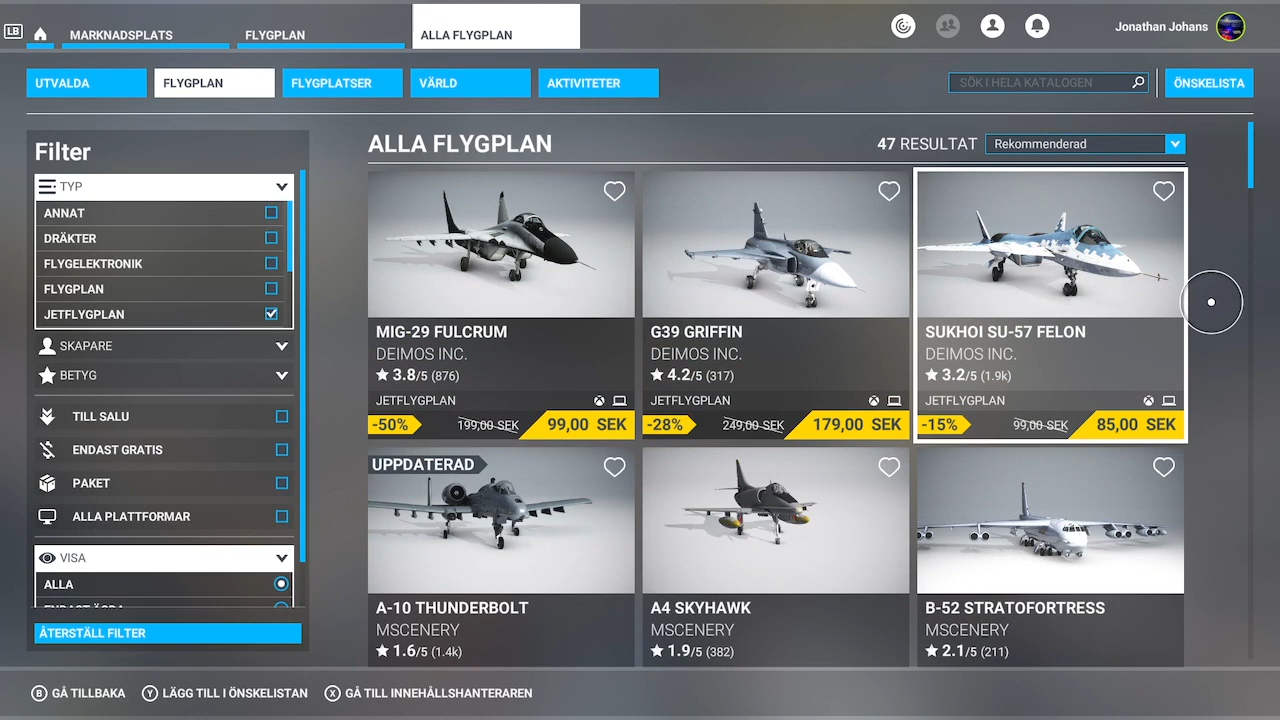 LB
MARKNADSPLATS
FLYGPLAN
ALLA FLYGPLAN
Jonathan Johans
UTVALDA
FLYGPLAN
FLYGPLATSER
VÄRLD
AKTIVITETER
SÖK I HELA KATALOGEN
ÖNSKELISTA
Filter
TYP
ANNAT
DRÄKTER
FLYGELEKTRONIK
FLYGPLAN
JETFLYGPLAN
SKAPARE
BETYG
TILL SALU
ENDAST GRATIS
PAKET
ALLA PLATTFORMAR
VISA
ALLA
ÅTERSTÄLL FILTER
ALLA FLYGPLAN
47 RESULTAT
Rekommenderad
MIG-29 FULCRUM
DEIMOS INC.
3.8/5 (876)
JETFLYGPLAN
-50% 199,00 SEK 99,00 SEK
G39 GRIFFIN
DEIMOS INC.
4.2/5 (317)
JETFLYGPLAN
-28% 249,00 SEK 179,00 SEK
SUKHOI SU-57 FELON
DEIMOS INC.
3.2/5 (1.9k)
JETFLYGPLAN
-15% 99,00 SEK 85,00 SEK
UPPDATERAD
A-10 THUNDERBOLT
MSCENERY
1.6/5 (1.4k)
A4 SKYHAWK
MSCENERY
1.9/5 (382)
B-52 STRATOFORTRESS
MSCENERY
2.1/5 (211)
B GÅ TILLBAKA
Y LÄGG TILL I ÖNSKELISTAN
X GÅ TILL INNEHÅLLSHANTERAREN